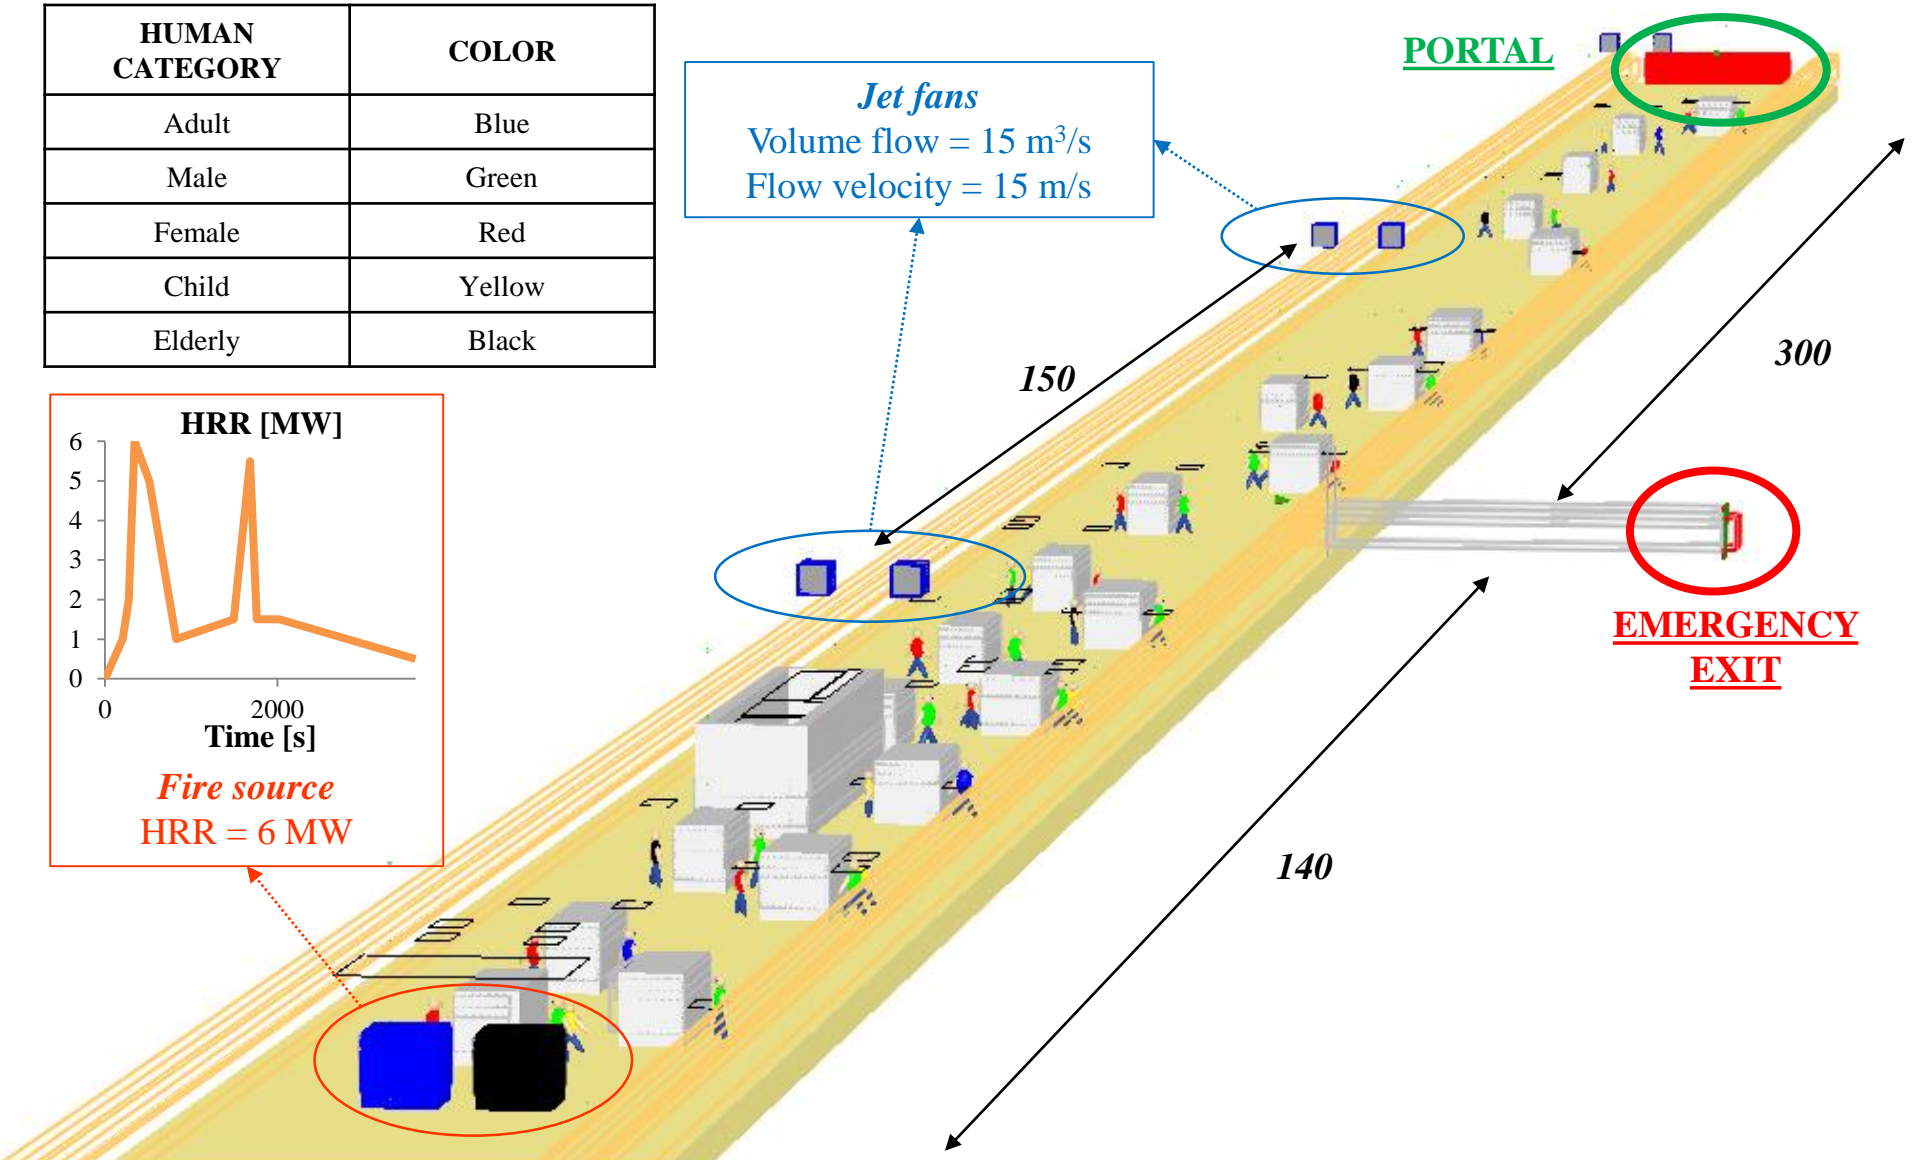 HUMAN CATEGORY COLOR
Adult Blue
Male Green
Female Red
Child Yellow
Elderly Black
Jet fans
Volume flow = 15 m³/s
Flow velocity = 15 m/s
PORTAL
150
300
EMERGENCY
EXIT
140
HRR [MW]
6
5
4
3
2
1
0
0 2000
Time [s]
Fire source
HRR = 6 MW